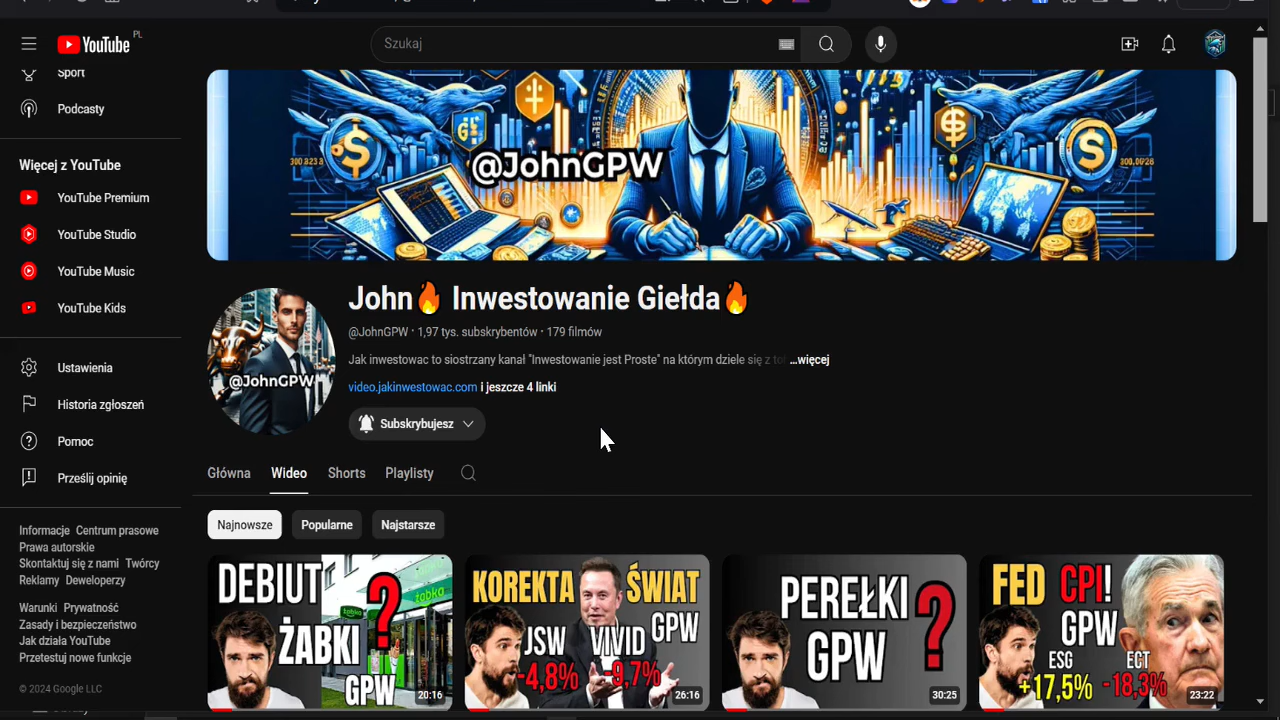 YouTube PL
Szukaj
Sport
Podcasty
Więcej z YouTube
YouTube Premium
YouTube Studio
YouTube Music
YouTube Kids
Ustawienia
Historia zgłoszeń
Pomoc
Prześlij opinię
Informacje Centrum prasowe
Prawa autorskie
Skontaktuj się z nami Twórcy
Reklamy Deweloperzy
Warunki Prywatność
Zasady i bezpieczeństwo
Jak działa YouTube
Przetestuj nowe funkcje
© 2024 Google LLC
@JohnGPW
@JohnGPW
John🔥 Inwestowanie Giełda🔥
@JohnGPW · 1,97 tys. subskrybentów · 179 filmów
Jak inwestowac to siostrzany kanał "Inwestowanie jest Proste" na którym dziele się z ...więcej
video.jakinwestowac.com i jeszcze 4 linki
Subskrybujesz
Główna Wideo Shorts Playlisty
Najnowsze Popularne Najstarsze
DEBIUT
ŻABKI
?
GPW
żabka
żabka
20:16
KOREKTA ŚWIAT
JSW VIVID GPW
-4,8% -9,7%
26:16
PEREŁKI
GPW
?
30:25
FED CPI!
GPW
ESG ECT
+17,5% -18,3%
23:22